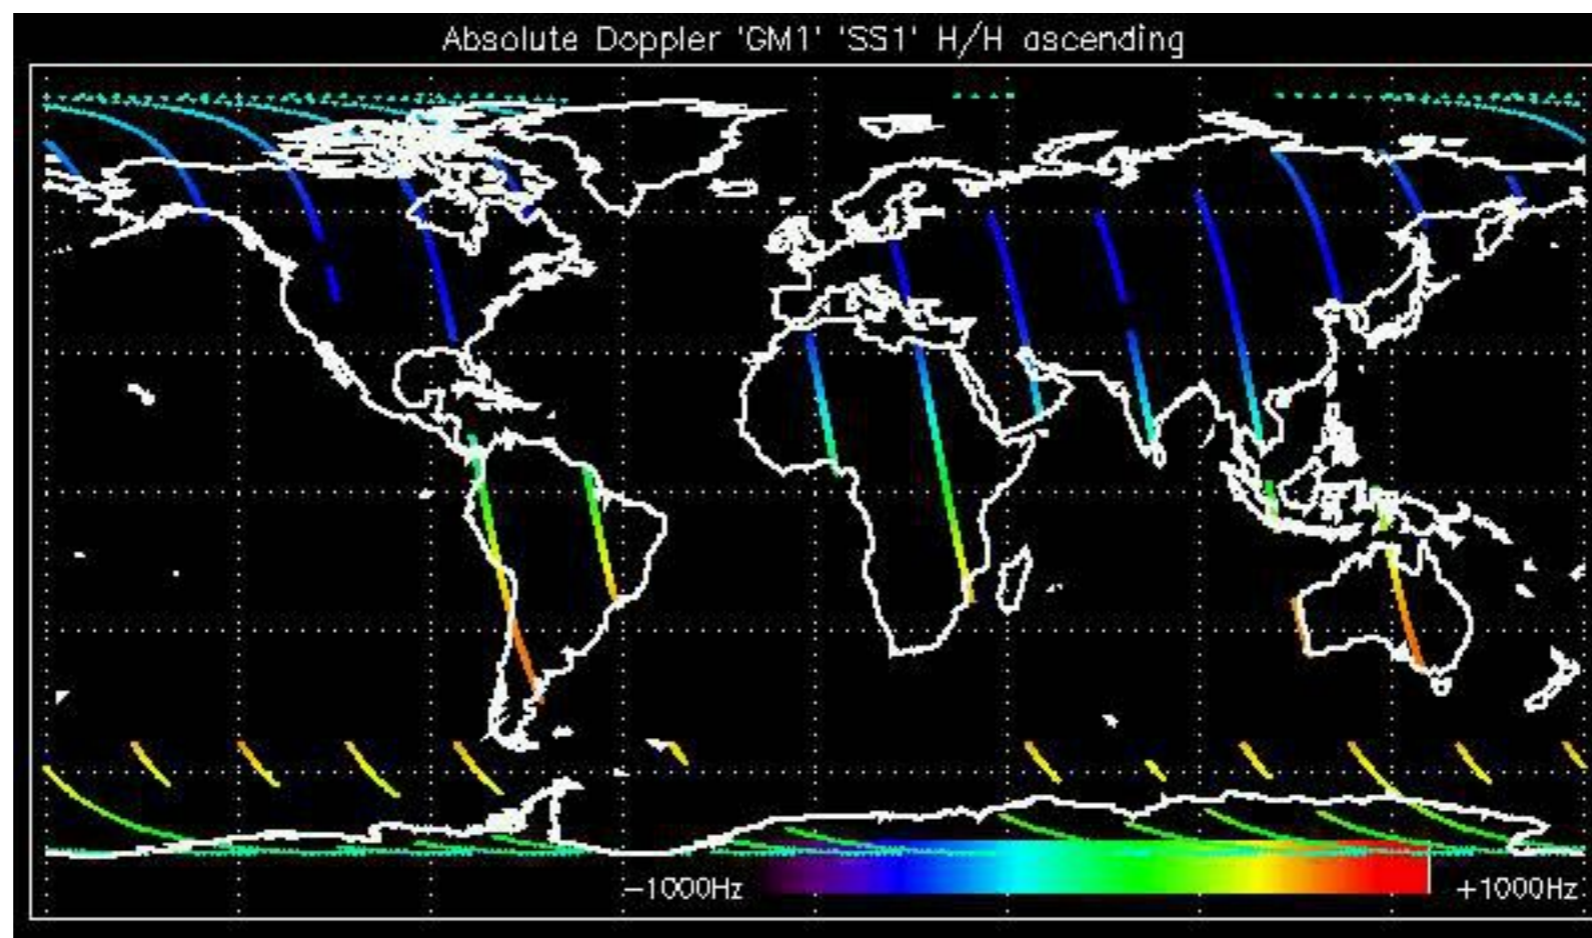 Absolute Doppler 'GM1' 'SS1' H/H ascending
−1000Hz +1000Hz